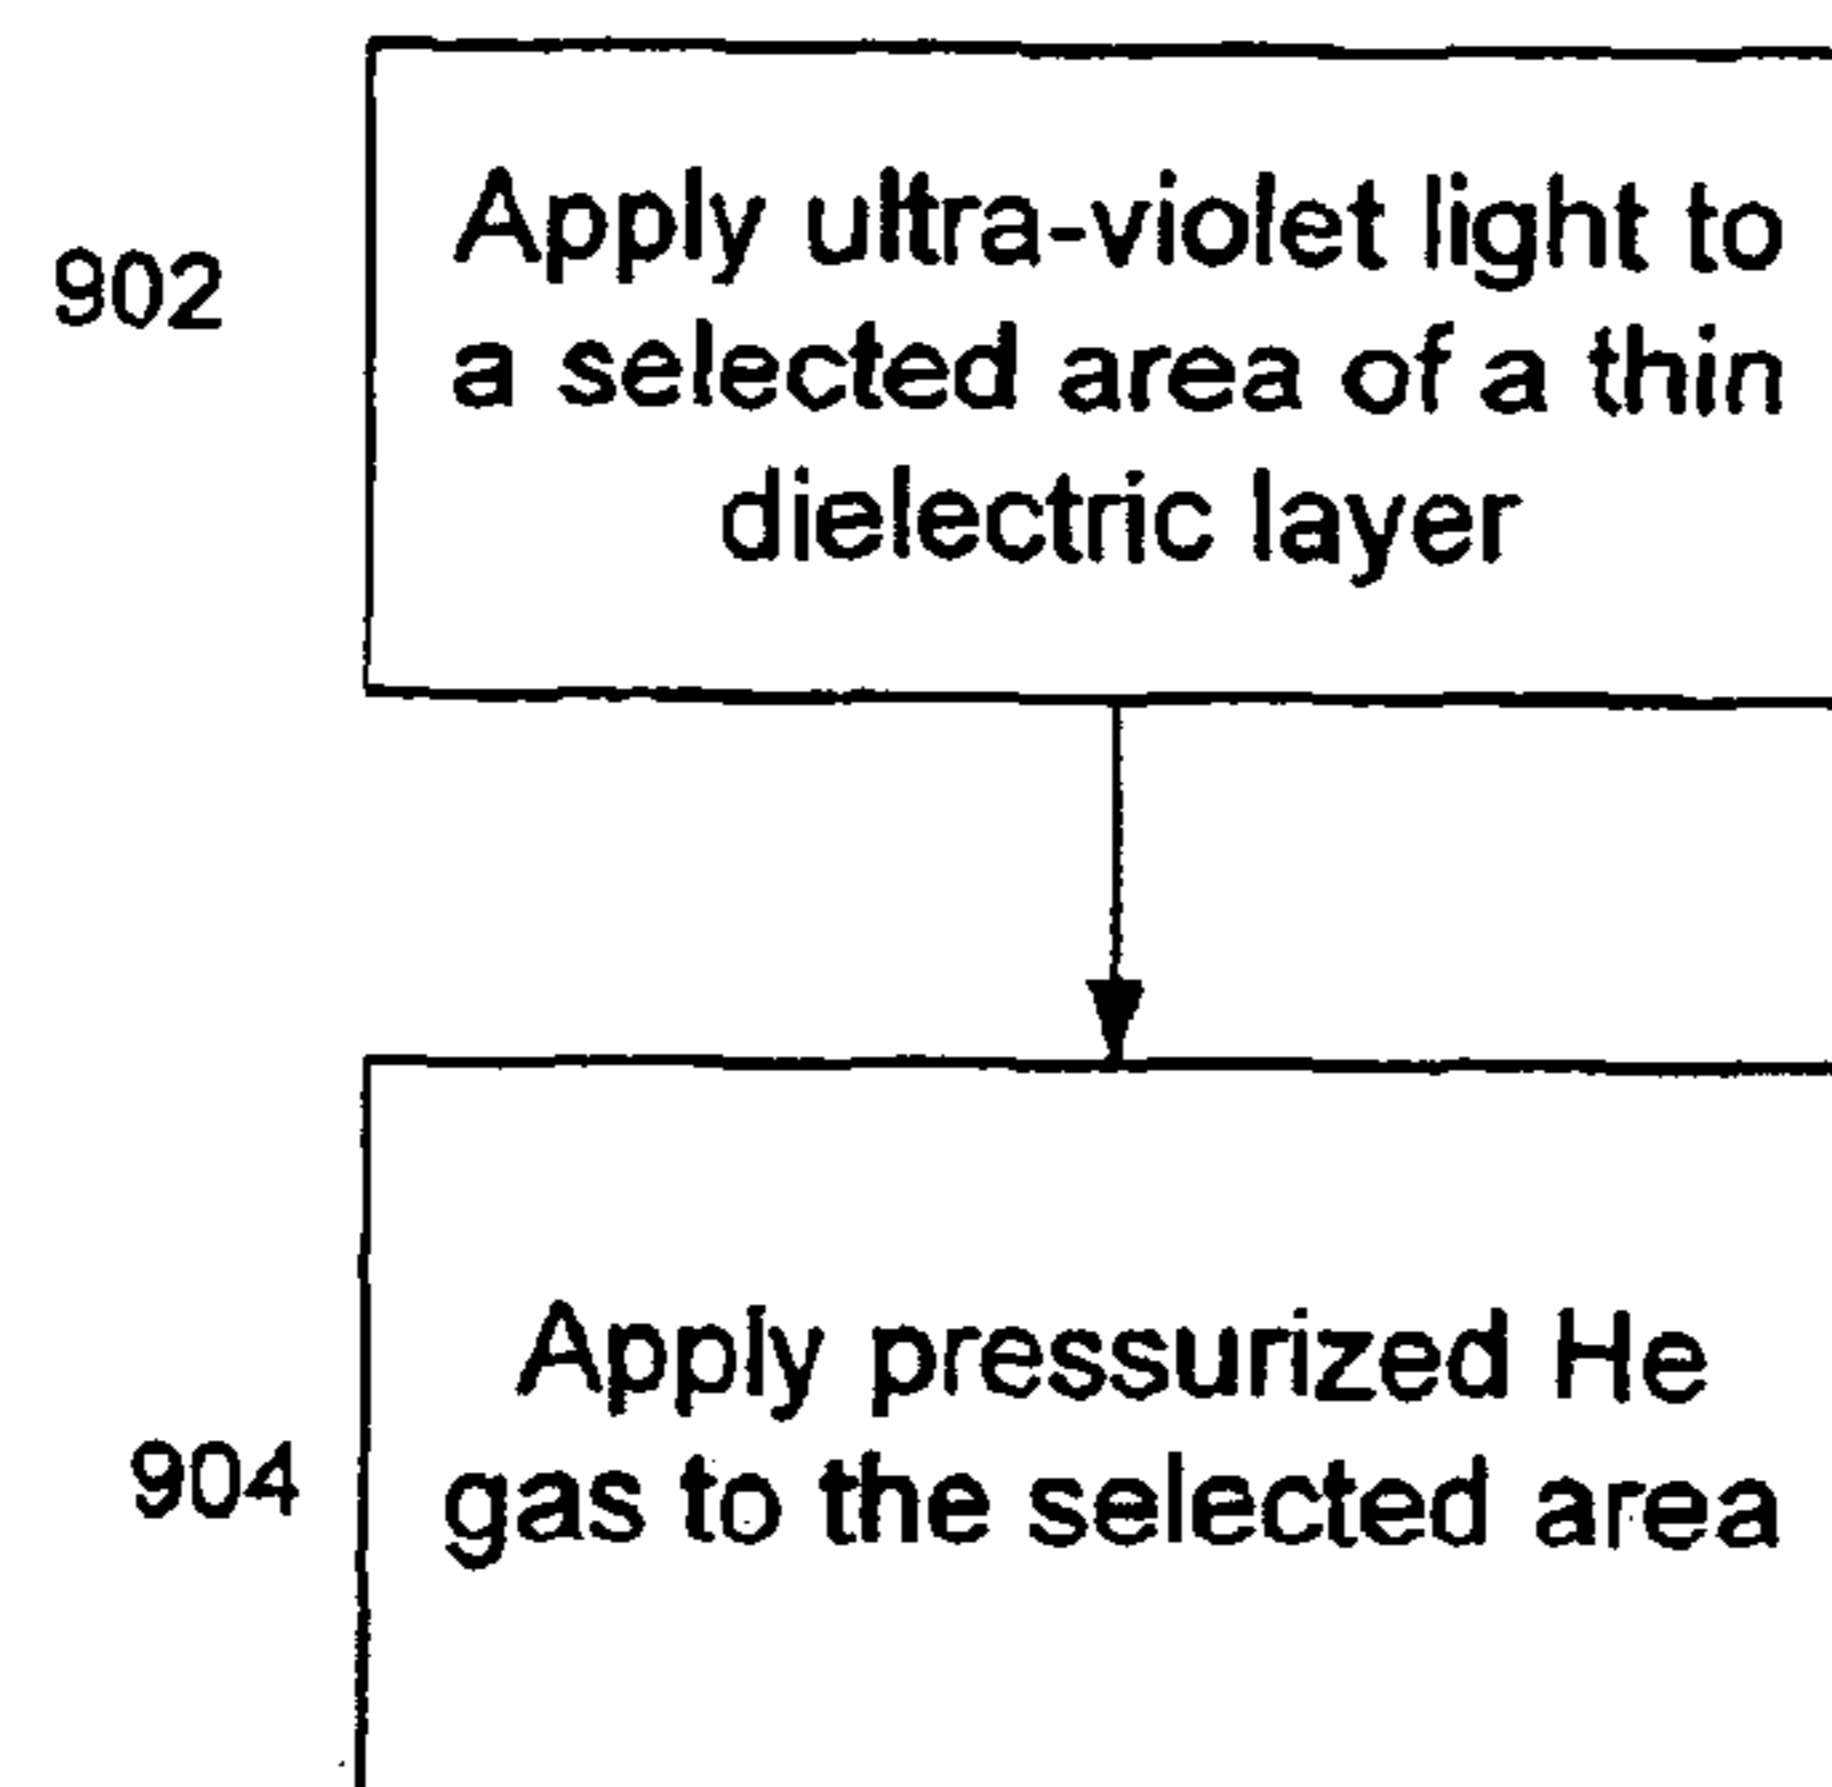 902
Apply ultra-violet light to
a selected area of a thin
dielectric layer
904
Apply pressurized He
gas to the selected area